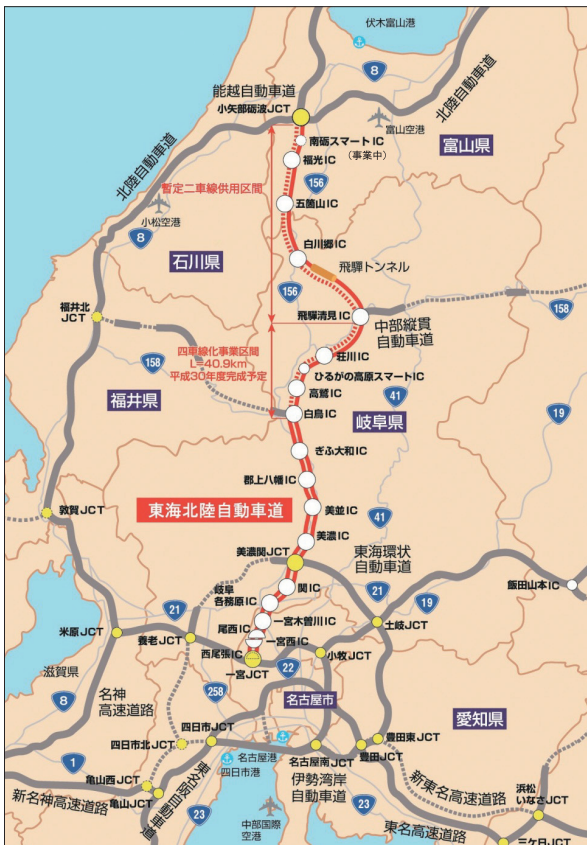 伏木富山港
8
能越自動車道
小矢部砺波JCT
北陸自動車道
富山空港
富山県
南砺スマートIC
(事業中)
福光IC
北陸自動車道
156
暫定二車線供用区間
五箇山IC
小松空港
8
白川郷IC
石川県
飛騨トンネル
156
福井北
JCT
飛騨清見IC
158
中部縦貫
自動車道
四車線化事業区間
L=40.9km
平成30年度完成予定
158
荘川IC
ひるがの高原スマートIC
福井県
高鷲IC
41
白鳥IC
岐阜県
19
ぎふ大和IC
郡上八幡IC
東海北陸自動車道
美並IC
敦賀JCT
41
美濃IC
美濃関JCT
東海環状
自動車道
岐阜
各務原IC
関IC
21
19
飯田山本IC
21
一宮木曽川IC
土岐JCT
米原JCT
養老JCT
尾西IC
一宮西IC
西尾張IC
小牧JCT
一宮JCT
22
滋賀県
258
名古屋市
8
名神
高速道路
愛知県
四日市JCT
豊田東JCT
四日市北JCT
名古屋港
四日市港
名古屋南JCT
豊田JCT
1
亀山西JCT
伊勢湾岸
自動車道
新東名高速道路
浜松
いなさJCT
新名神高速道路
亀山JCT
東名阪自動車道
23
23
中部国際
空港
東名高速道路
三ヶ日JCT